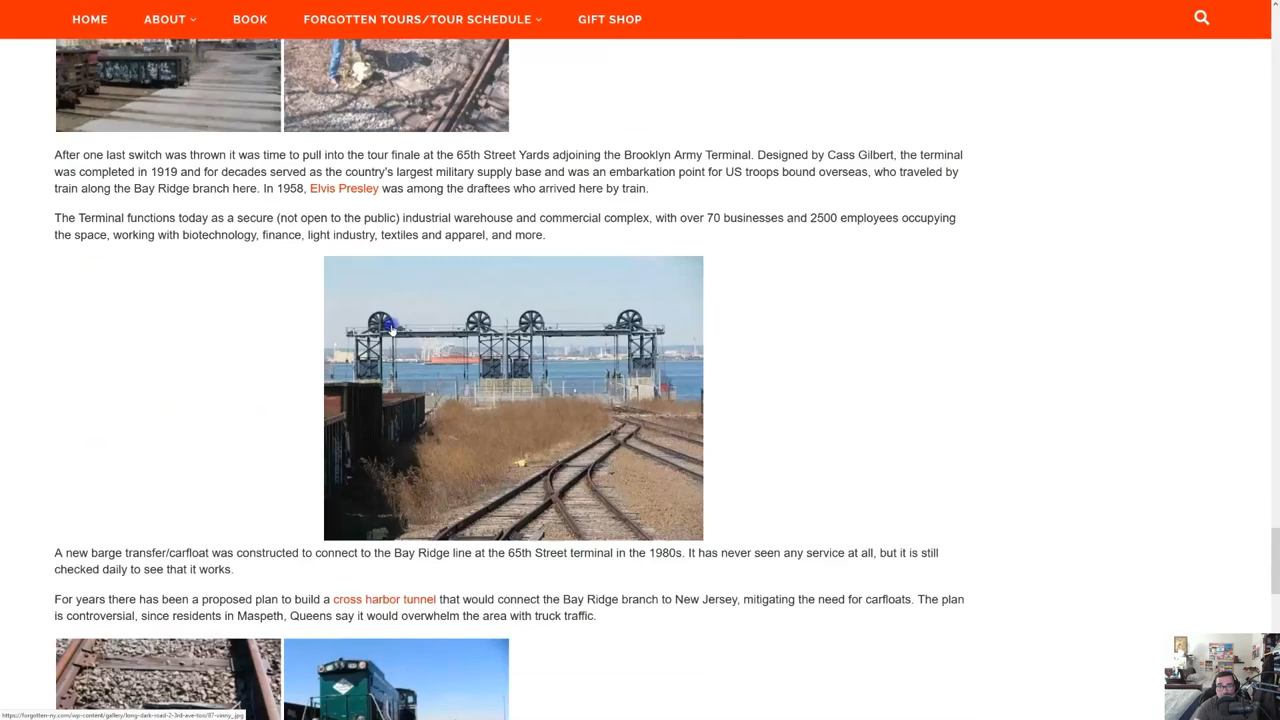 HOME ABOUT BOOK FORGOTTEN TOURS/TOUR SCHEDULE GIFT SHOP
After one last switch was thrown it was time to pull into the tour finale at the 65th Street Yards adjoining the Brooklyn Army Terminal. Designed by Cass Gilbert, the terminal
was completed in 1919 and for decades served as the country's largest military supply base and was an embarkation point for US troops bound overseas, who traveled by
train along the Bay Ridge branch here. In 1958, Elvis Presley was among the draftees who arrived here by train.
The Terminal functions today as a secure (not open to the public) industrial warehouse and commercial complex, with over 70 businesses and 2500 employees occupying
the space, working with biotechnology, finance, light industry, textiles and apparel, and more.
A new barge transfer/carfloat was constructed to connect to the Bay Ridge line at the 65th Street terminal in the 1980s. It has never seen any service at all, but it is still
checked daily to see that it works.
For years there has been a proposed plan to build a cross harbor tunnel that would connect the Bay Ridge branch to New Jersey, mitigating the need for carfloats. The plan
is controversial, since residents in Maspeth, Queens say it would overwhelm the area with truck traffic.
https://forgotten-ny.com/wp-content/gallery/long-dark-road-2-3rd-ave-too/87-vinny_.jpg